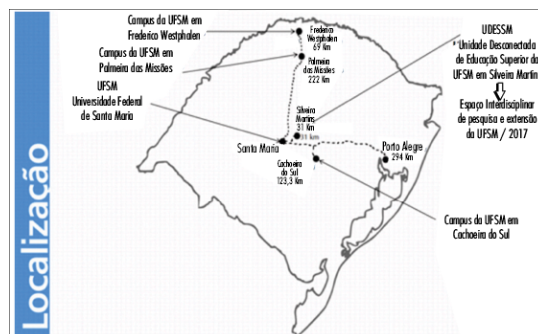 Localização
Campus da UFSM em
Frederico Westphalen
Campus da UFSM em
Palmeira das Missões
UFSM
Universidade Federal
de Santa Maria
Frederico
Westphalen
69 Km
Palmeira
das Missões
222 Km
Silveira
Martins
31 Km
31 km
Santa Maria
Cachoeira
do Sul
123,3 Km
Porto Alegre
294 Km
UDESSM
Unidade Desconectada
de Educação Superior da
UFSM em Silveira Martins
Espaço Interdisciplinar
de pesquisa e extensão
da UFSM / 2017
Campus da UFSM em
Cachoeira do Sul